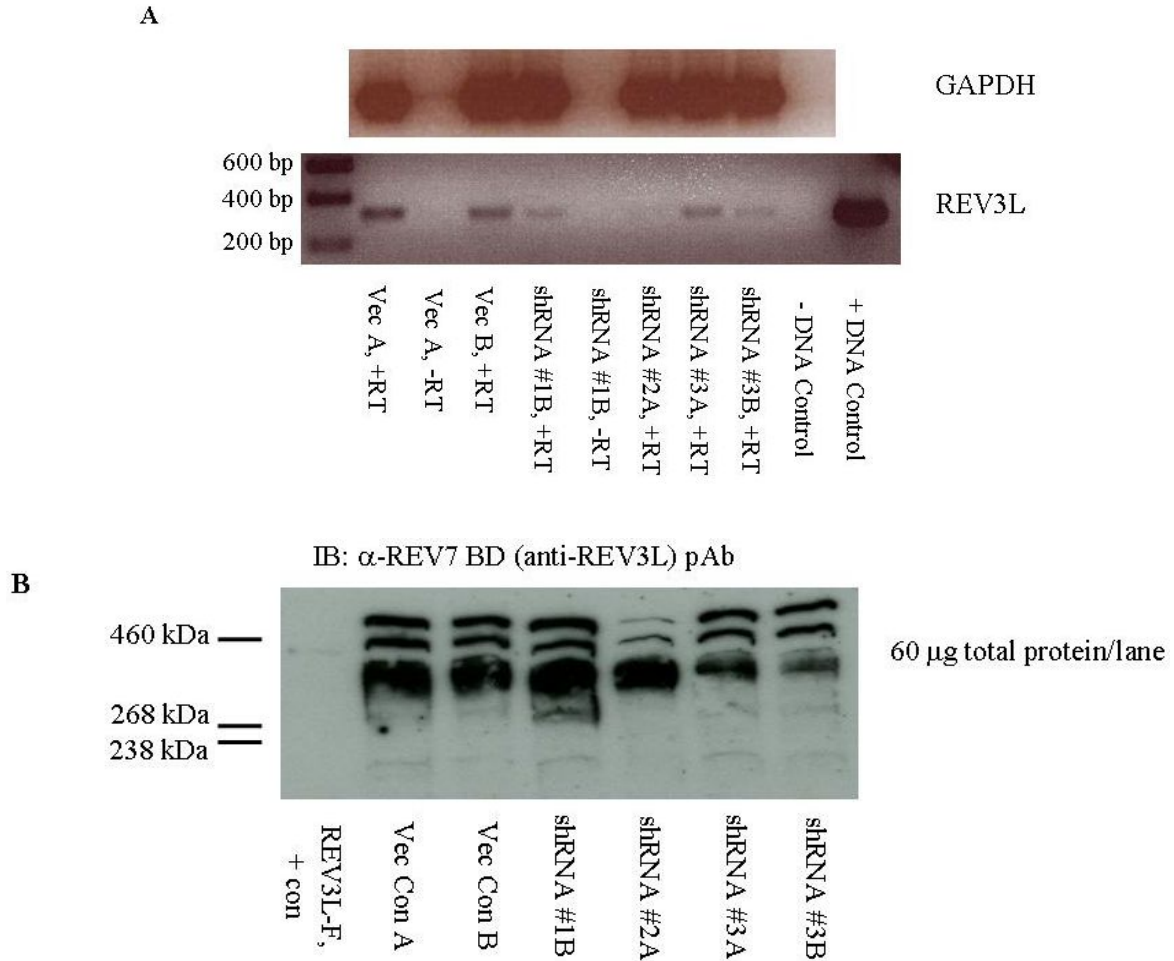 A
GAPDH
600 bp
400 bp
200 bp
REV3L
Vec A, +RT
Vec A, -RT
Vec B, +RT
shRNA #1B, +RT
shRNA #1B, -RT
shRNA #2A, +RT
shRNA #3A, +RT
shRNA #3B, +RT
- DNA Control
+ DNA Control
B
IB: α-REV7 BD (anti-REV3L) pAb
460 kDa
268 kDa
238 kDa
60 µg total protein/lane
REV3L-F,
+ con
Vec Con A
Vec Con B
shRNA #1B
shRNA #2A
shRNA #3A
shRNA #3B